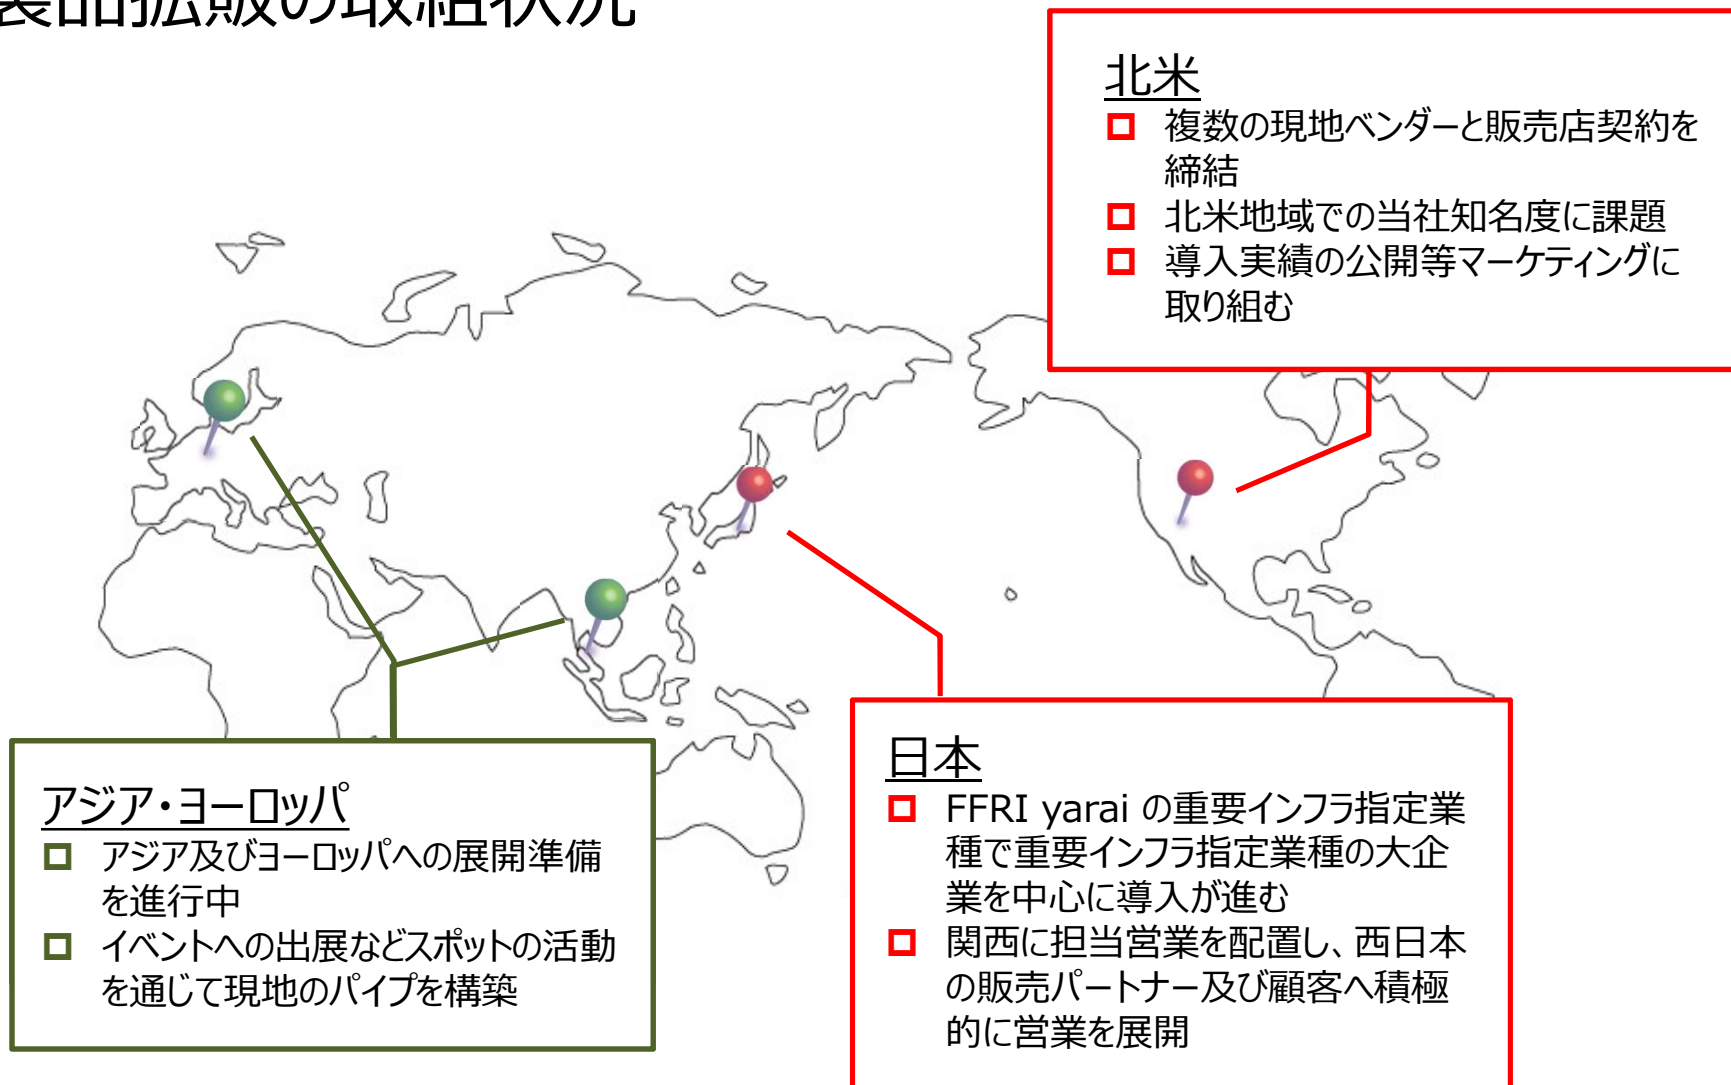 製品拡販の取組状況
北米
複数の現地ベンダーと販売店契約を
締結
北米地域での当社知名度に課題
導入実績の公開等マーケティングに
取り組む
アジア・ヨーロッパ
アジア及びヨーロッパへの展開準備
を進行中
イベントへの出展などスポットの活動
を通じて現地のパイプを構築
日本
FFRI yarai の重要インフラ指定業
種で重要インフラ指定業種の大企
業を中心に導入が進む
関西に担当営業を配置し、西日本
の販売パートナー及び顧客へ積極
的に営業を展開